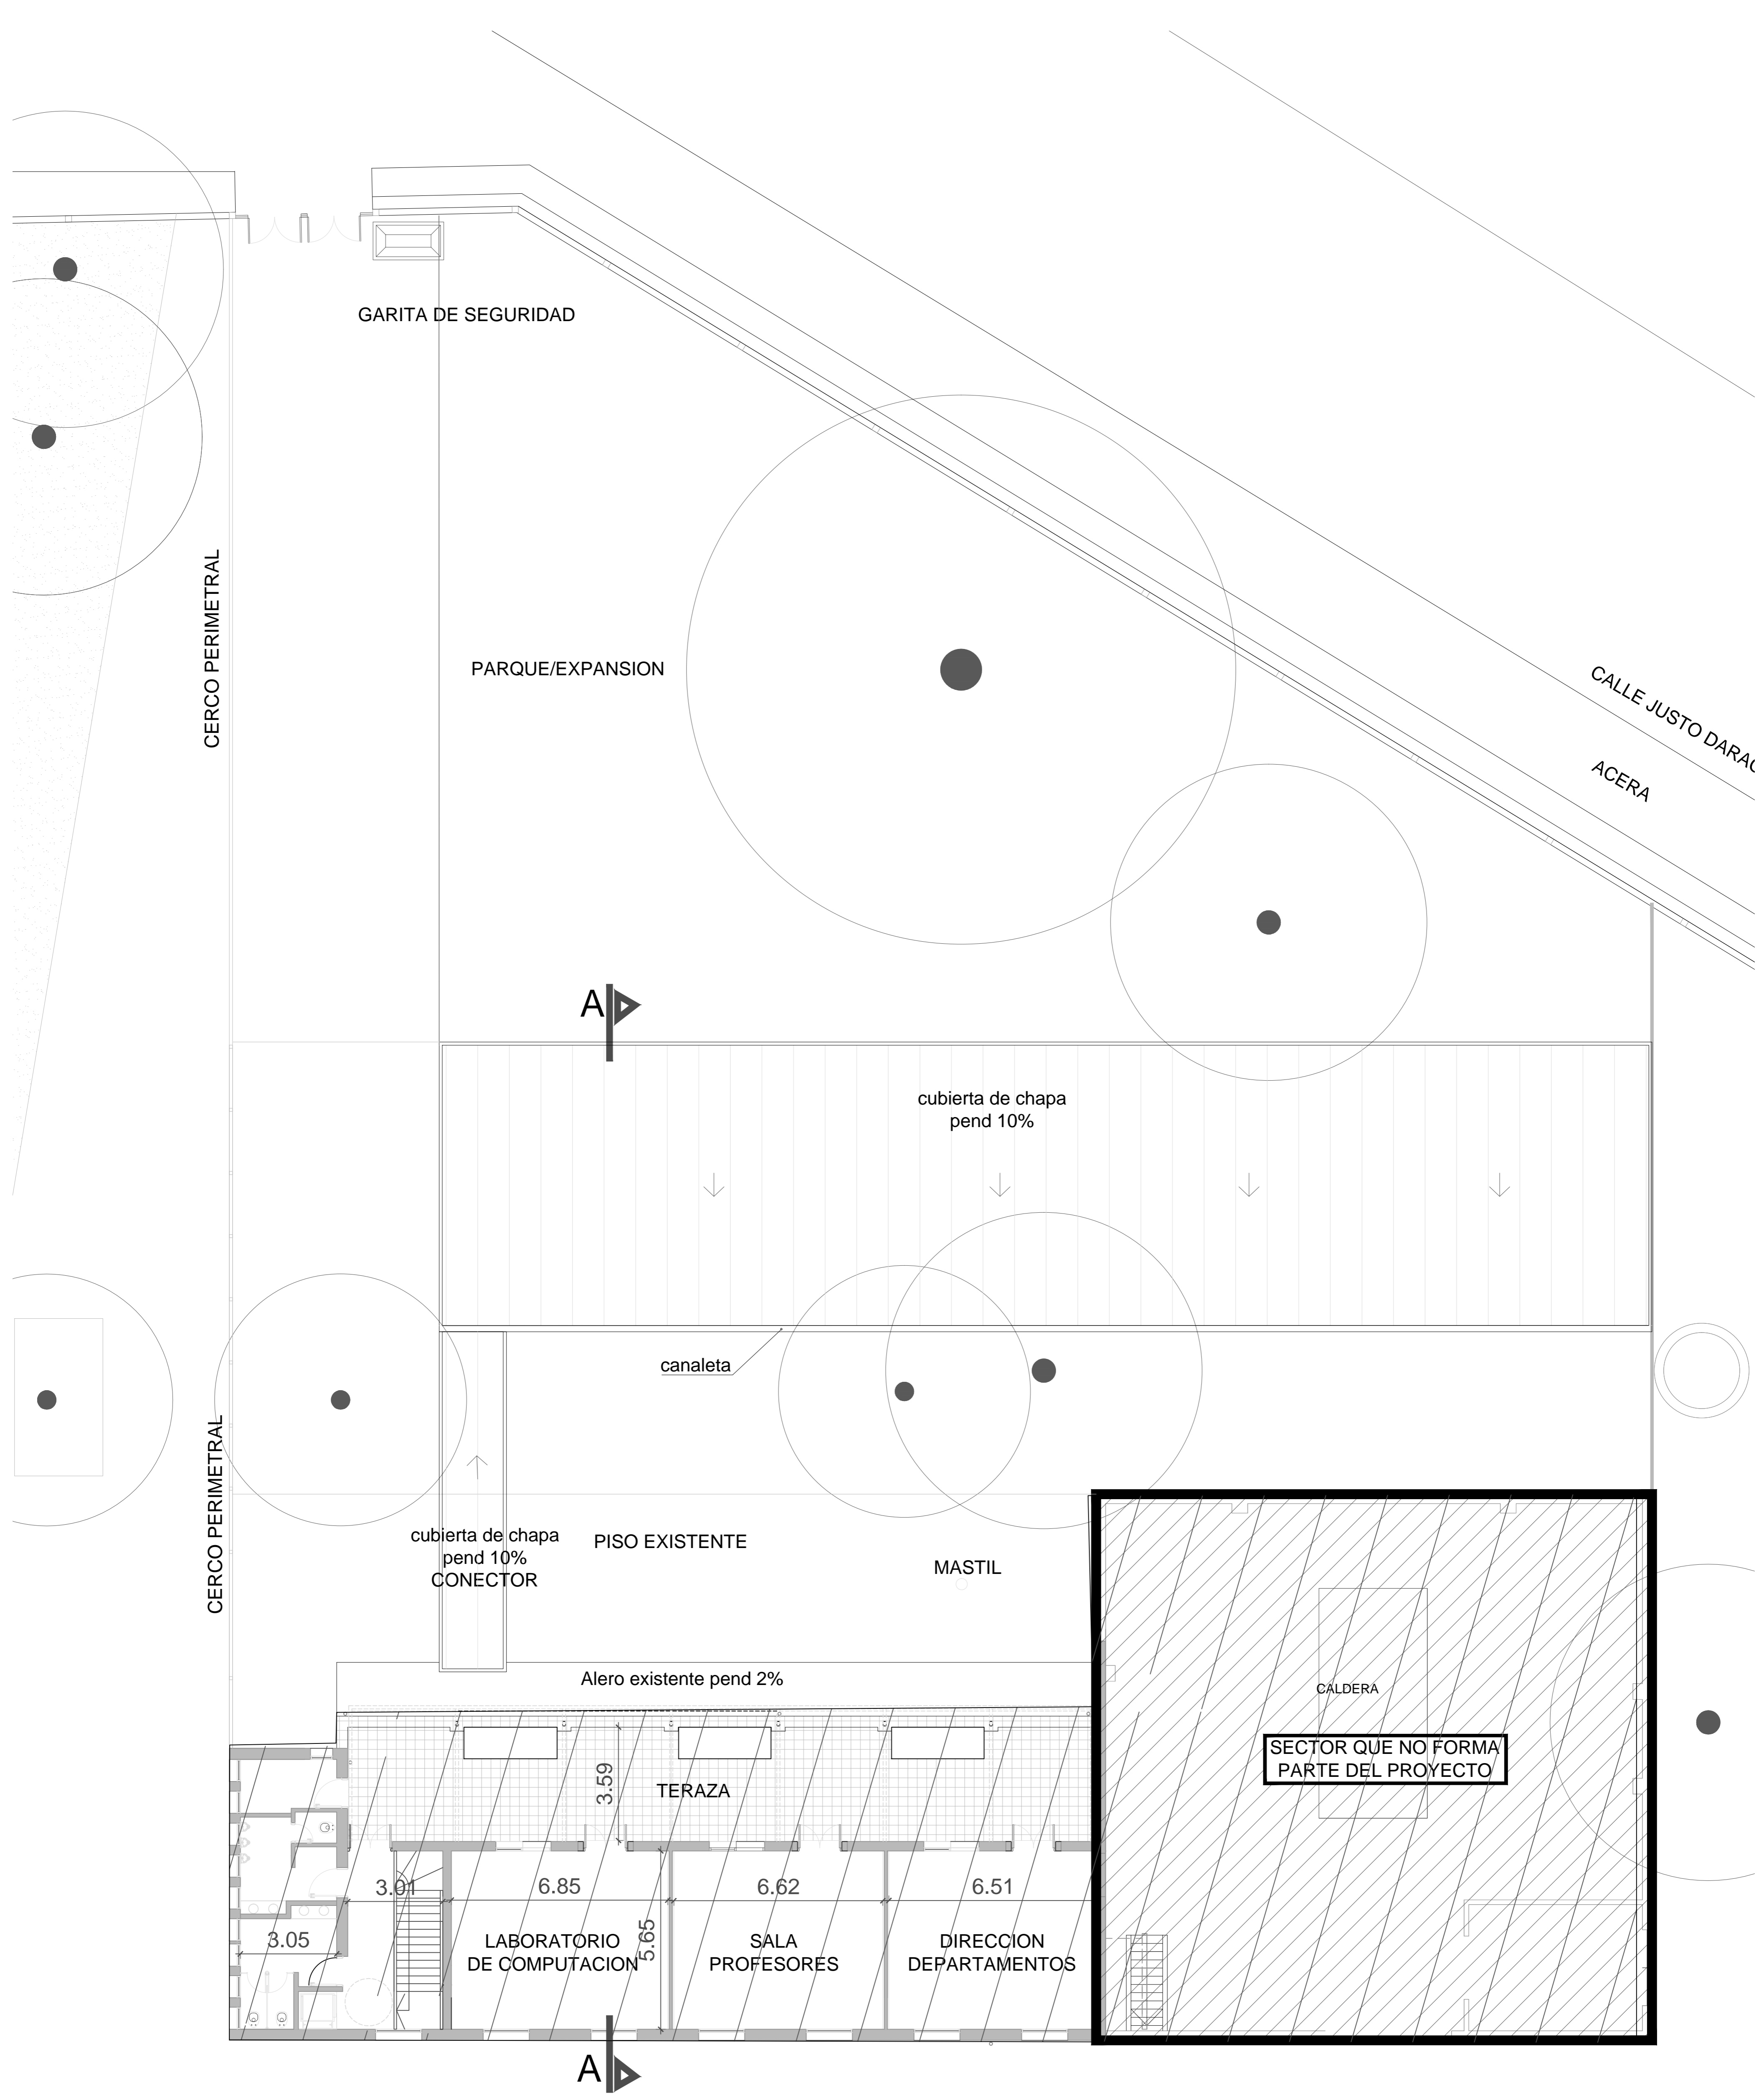 GARITA DE SEGURIDAD
CERCO PERIMETRAL
PARQUE/EXPANSION
CALLE JUSTO DARAC
ACERA
A
cubierta de chapa
pend 10%
canaleta
CERCO PERIMETRAL
cubierta de chapa
pend 10%
CONECTOR
PISO EXISTENTE
MASTIL
Alero existente pend 2%
CALDERA
SECTOR QUE NO FORMA
PARTE DEL PROYECTO
3.59
TERAZA
3.01
6.85
6.62
6.51
3.05
5.65
LABORATORIO
DE COMPUTACION
SALA
PROFESORES
DIRECCION
DEPARTAMENTOS
A